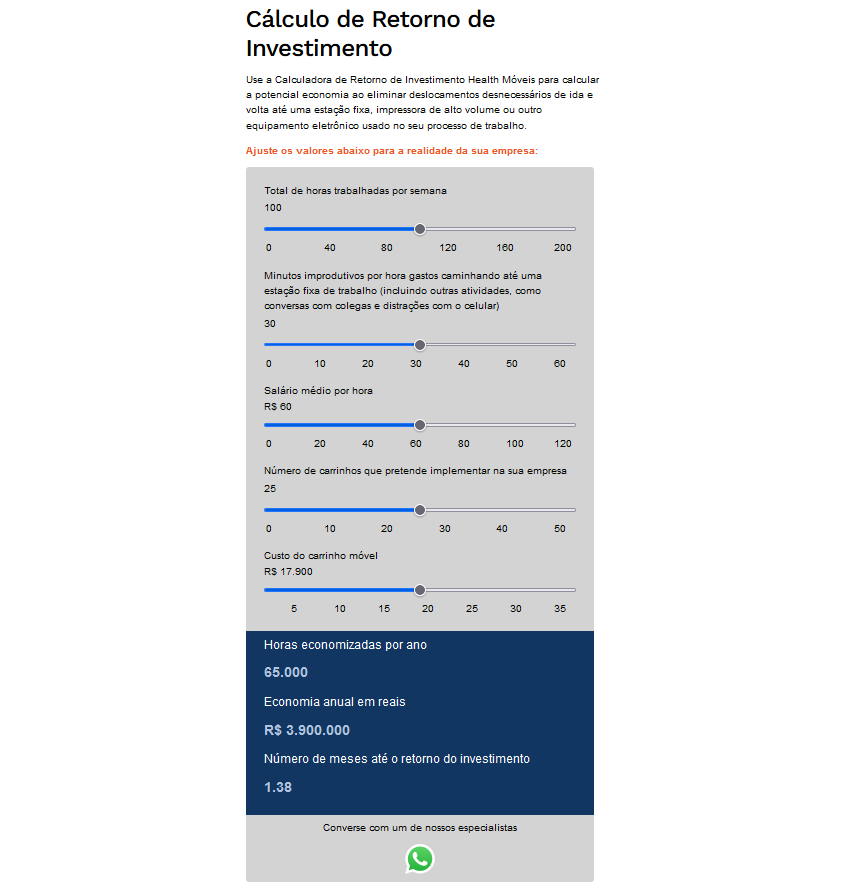 Cálculo de Retorno de
Investimento
Use a Calculadora de Retorno de Investimento Health Móveis para calcular
a potencial economia ao eliminar deslocamentos desnecessários de ida e
volta até uma estação fixa, impressora de alto volume ou outro
equipamento eletrônico usado no seu processo de trabalho.
Ajuste os valores abaixo para a realidade da sua empresa:
Total de horas trabalhadas por semana
100
0 40 80 120 160 200
Minutos improdutivos por hora gastos caminhando até uma
estação fixa de trabalho (incluindo outras atividades, como
conversas com colegas e distrações com o celular)
30
0 10 20 30 40 50 60
Salário médio por hora
R$ 60
0 20 40 60 80 100 120
Número de carrinhos que pretende implementar na sua empresa
25
0 10 20 30 40 50
Custo do carrinho móvel
R$ 17.900
5 10 15 20 25 30 35
Horas economizadas por ano
65.000
Economia anual em reais
R$ 3.900.000
Número de meses até o retorno do investimento
1.38
Converse com um de nossos especialistas